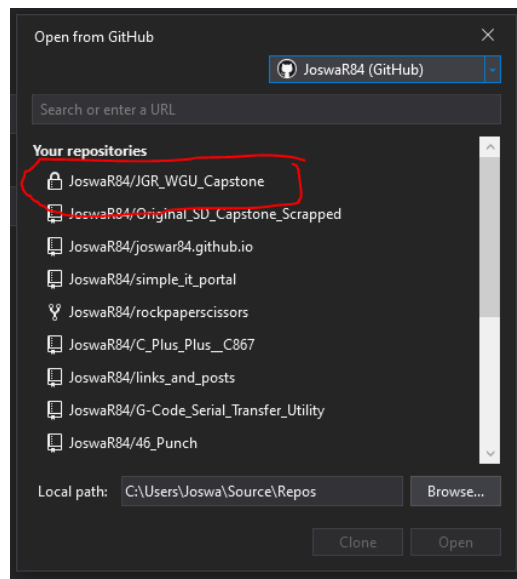 Open from GitHub
JoswaR84 (GitHub)
Search or enter a URL
Your repositories
JoswaR84/JGR_WGU_Capstone
JoswaR84/Original_SD_Capstone_Scrapped
JoswaR84/joswar84.github.io
JoswaR84/simple_it_portal
JoswaR84/rockpaperscissors
JoswaR84/C_Plus_Plus__C867
JoswaR84/links_and_posts
JoswaR84/G-Code_Serial_Transfer_Utility
JoswaR84/46_Punch
Local path: C:\Users\Joswa\Source\Repos Browse...
Clone Open